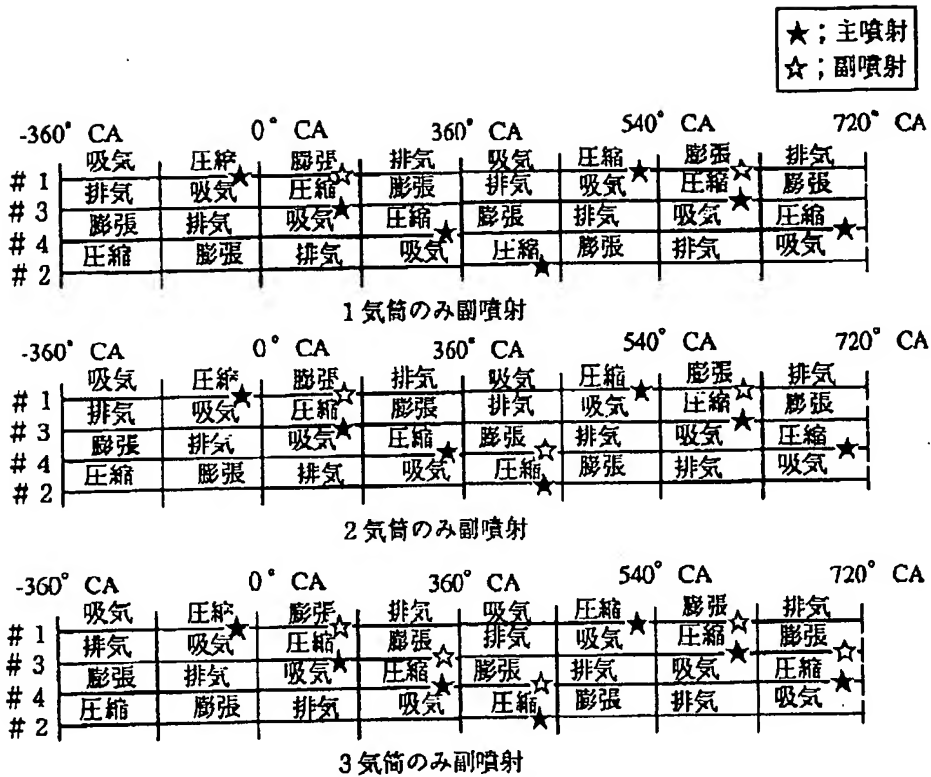 ★；主噴射
☆；副噴射
-360° CA 0° CA 360° CA 540° CA 720° CA
吸気 圧縮 膨張 排気 吸気 圧縮 膨張 排気
# 1
排気 吸気 圧縮 膨張 排気 吸気 圧縮 膨張
# 3
膨張 排気 吸気 圧縮 膨張 排気 吸気 圧縮
# 4
圧縮 膨張 排気 吸気 圧縮 膨張 排気 吸気
# 2
1気筒のみ副噴射
-360° CA 0° CA 360° CA 540° CA 720° CA
吸気 圧縮 膨張 排気 吸気 圧縮 膨張 排気
# 1
排気 吸気 圧縮 膨張 排気 吸気 圧縮 膨張
# 3
膨張 排気 吸気 圧縮 膨張 排気 吸気 圧縮
# 4
圧縮 膨張 排気 吸気 圧縮 膨張 排気 吸気
# 2
2気筒のみ副噴射
-360° CA 0° CA 360° CA 540° CA 720° CA
吸気 圧縮 膨張 排気 吸気 圧縮 膨張 排気
# 1
排気 吸気 圧縮 膨張 排気 吸気 圧縮 膨張
# 3
膨張 排気 吸気 圧縮 膨張 排気 吸気 圧縮
# 4
圧縮 膨張 排気 吸気 圧縮 膨張 排気 吸気
# 2
3気筒のみ副噴射